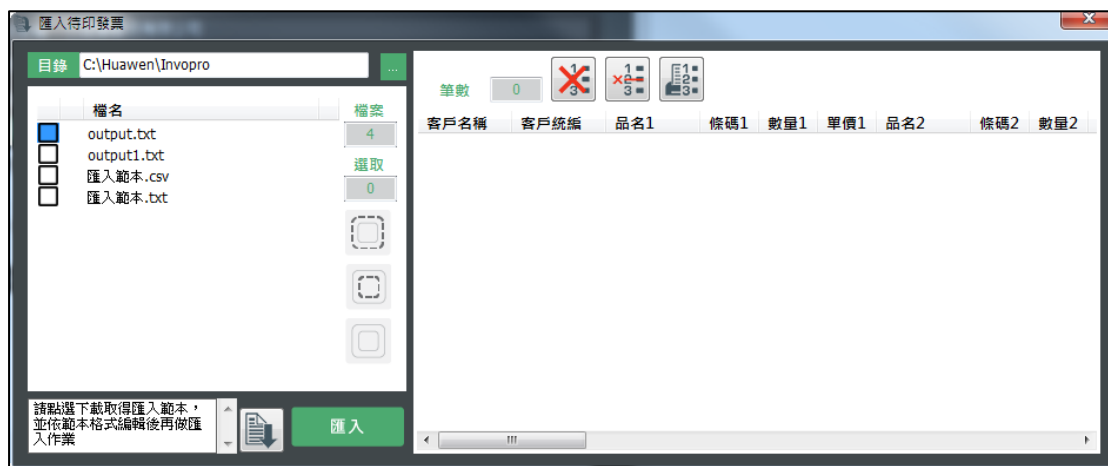 匯入待印發票
目錄 C:\Huawen\Invopro ...
檔名
output.txt
output1.txt
匯入範本.csv
匯入範本.txt
檔案
4
選取
0
請點選下載取得匯入範本，
並依範本格式編輯後再做匯
入作業
匯入
筆數 0
客戶名稱 客戶統編 品名1 條碼1 數量1 單價1 品名2 條碼2 數量2